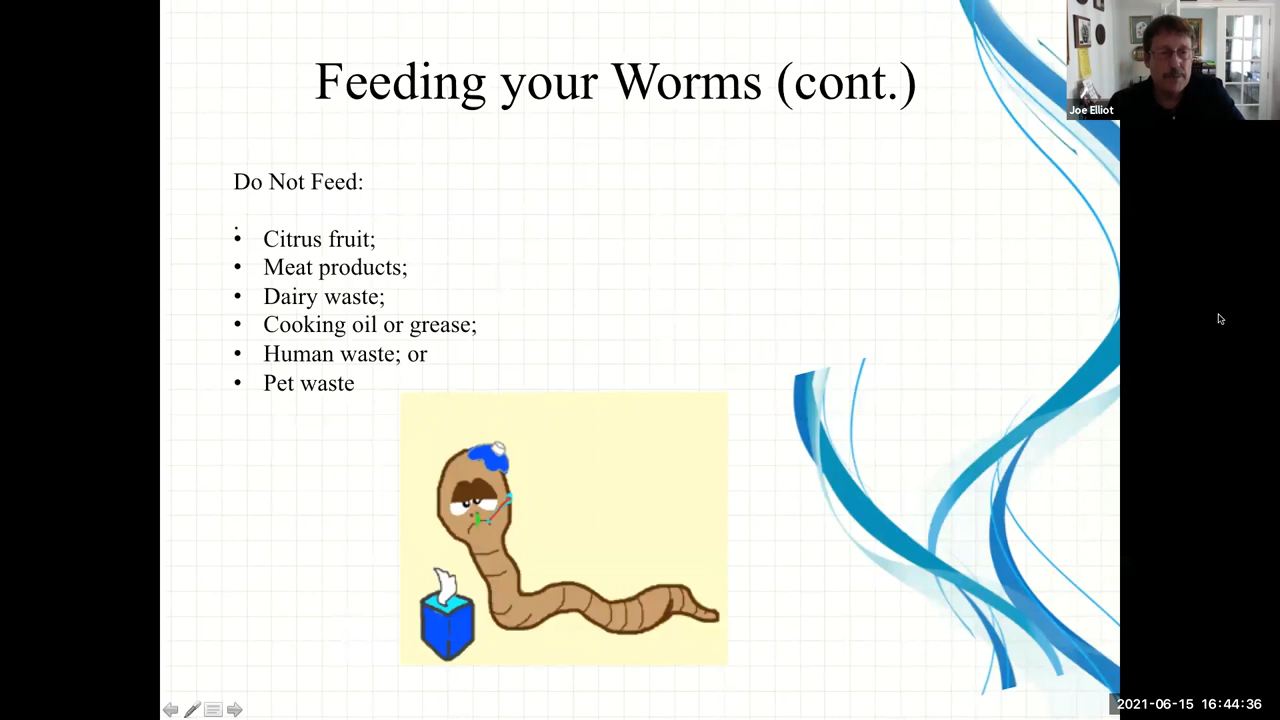 Feeding your Worms (cont.)
Joe Elliot
Do Not Feed:
• Citrus fruit;
• Meat products;
• Dairy waste;
• Cooking oil or grease;
• Human waste; or
• Pet waste
2021-06-15 16:44:36